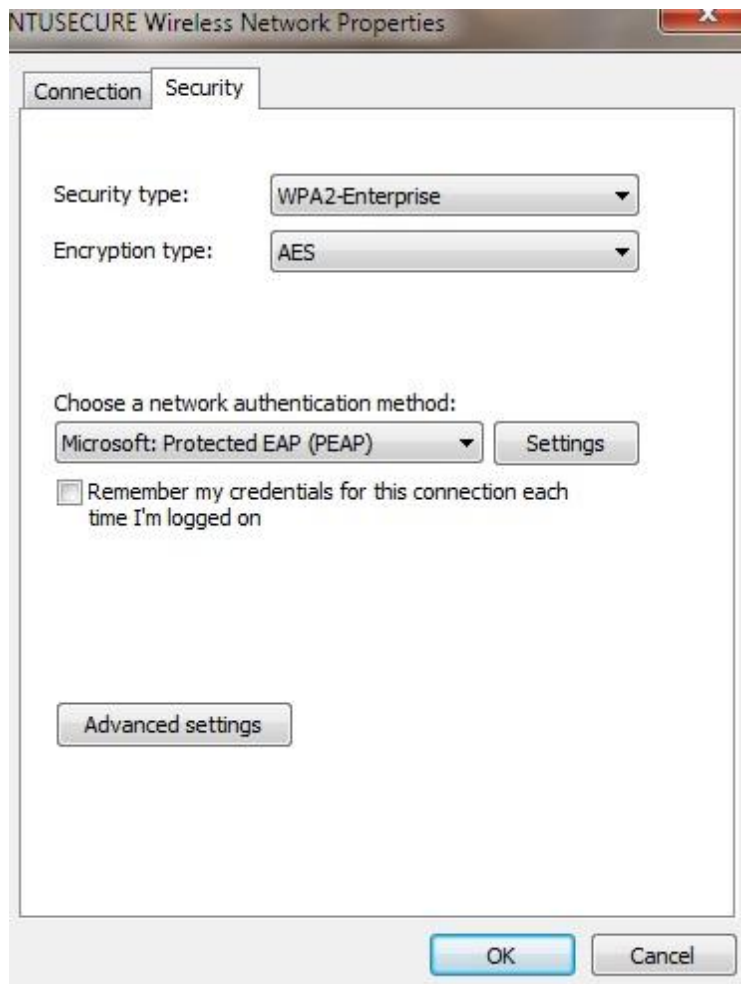 NTUSECURE Wireless Network Properties
Connection Security
Security type: WPA2-Enterprise
Encryption type: AES
Choose a network authentication method:
Microsoft: Protected EAP (PEAP) Settings
Remember my credentials for this connection each
time I'm logged on
Advanced settings
OK Cancel